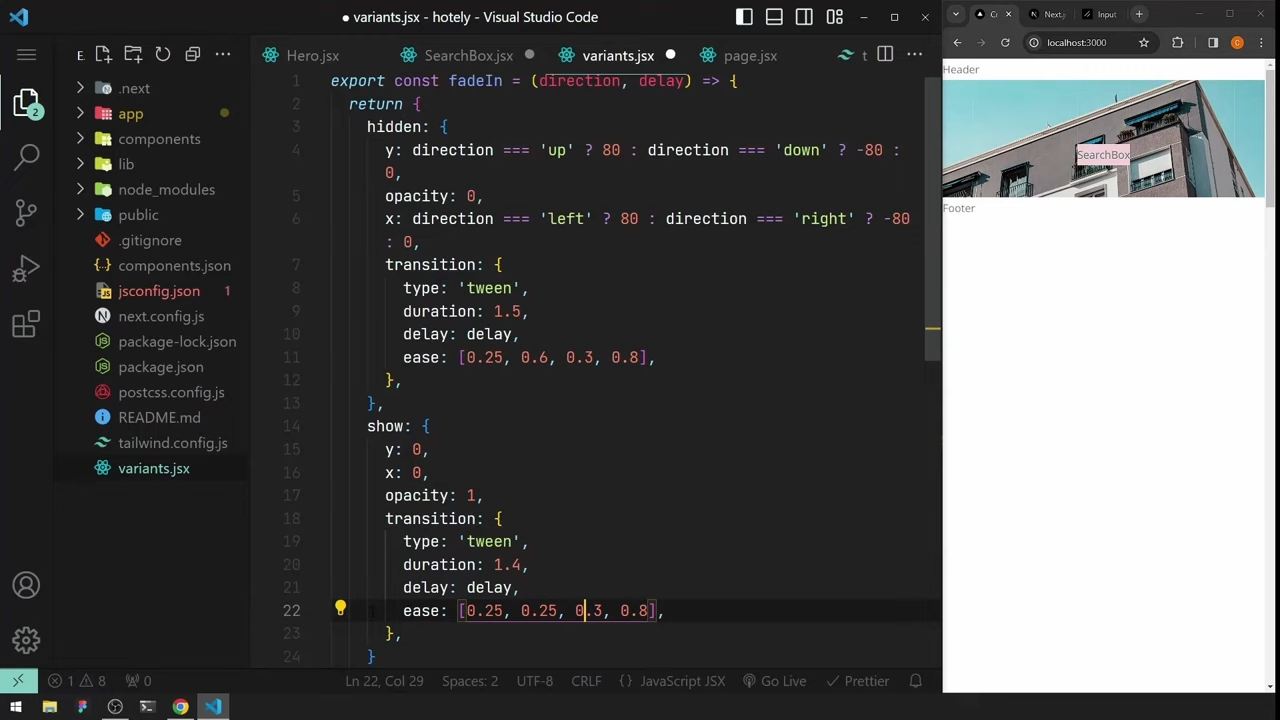 variants.jsx - hotely - Visual Studio Code
E
Hero.jsx
SearchBox.jsx
variants.jsx
page.jsx
t
.next
app
components
lib
node_modules
public
.gitignore
components.json
jsconfig.json 1
next.config.js
package-lock.json
package.json
postcss.config.js
README.md
tailwind.config.js
variants.jsx
2
1 export const fadeIn = (direction, delay) => {
2 return {
3 hidden: {
4 y: direction === 'up' ? 80 : direction === 'down' ? -80 :
0,
5 opacity: 0,
6 x: direction === 'left' ? 80 : direction === 'right' ? -80
: 0,
7 transition: {
8 type: 'tween',
9 duration: 1.5,
10 delay: delay,
11 ease: [0.25, 0.6, 0.3, 0.8],
12 },
13 },
14 show: {
15 y: 0,
16 x: 0,
17 opacity: 1,
18 transition: {
19 type: 'tween',
20 duration: 1.4,
21 delay: delay,
22 ease: [0.25, 0.25, 0.3, 0.8],
23 },
24 }
1 8 0
Ln 22, Col 29
Spaces: 2
UTF-8
CRLF
{} JavaScript JSX
Go Live
Prettier
Next.j
Input
localhost:3000
C
Header
SearchBox
Footer